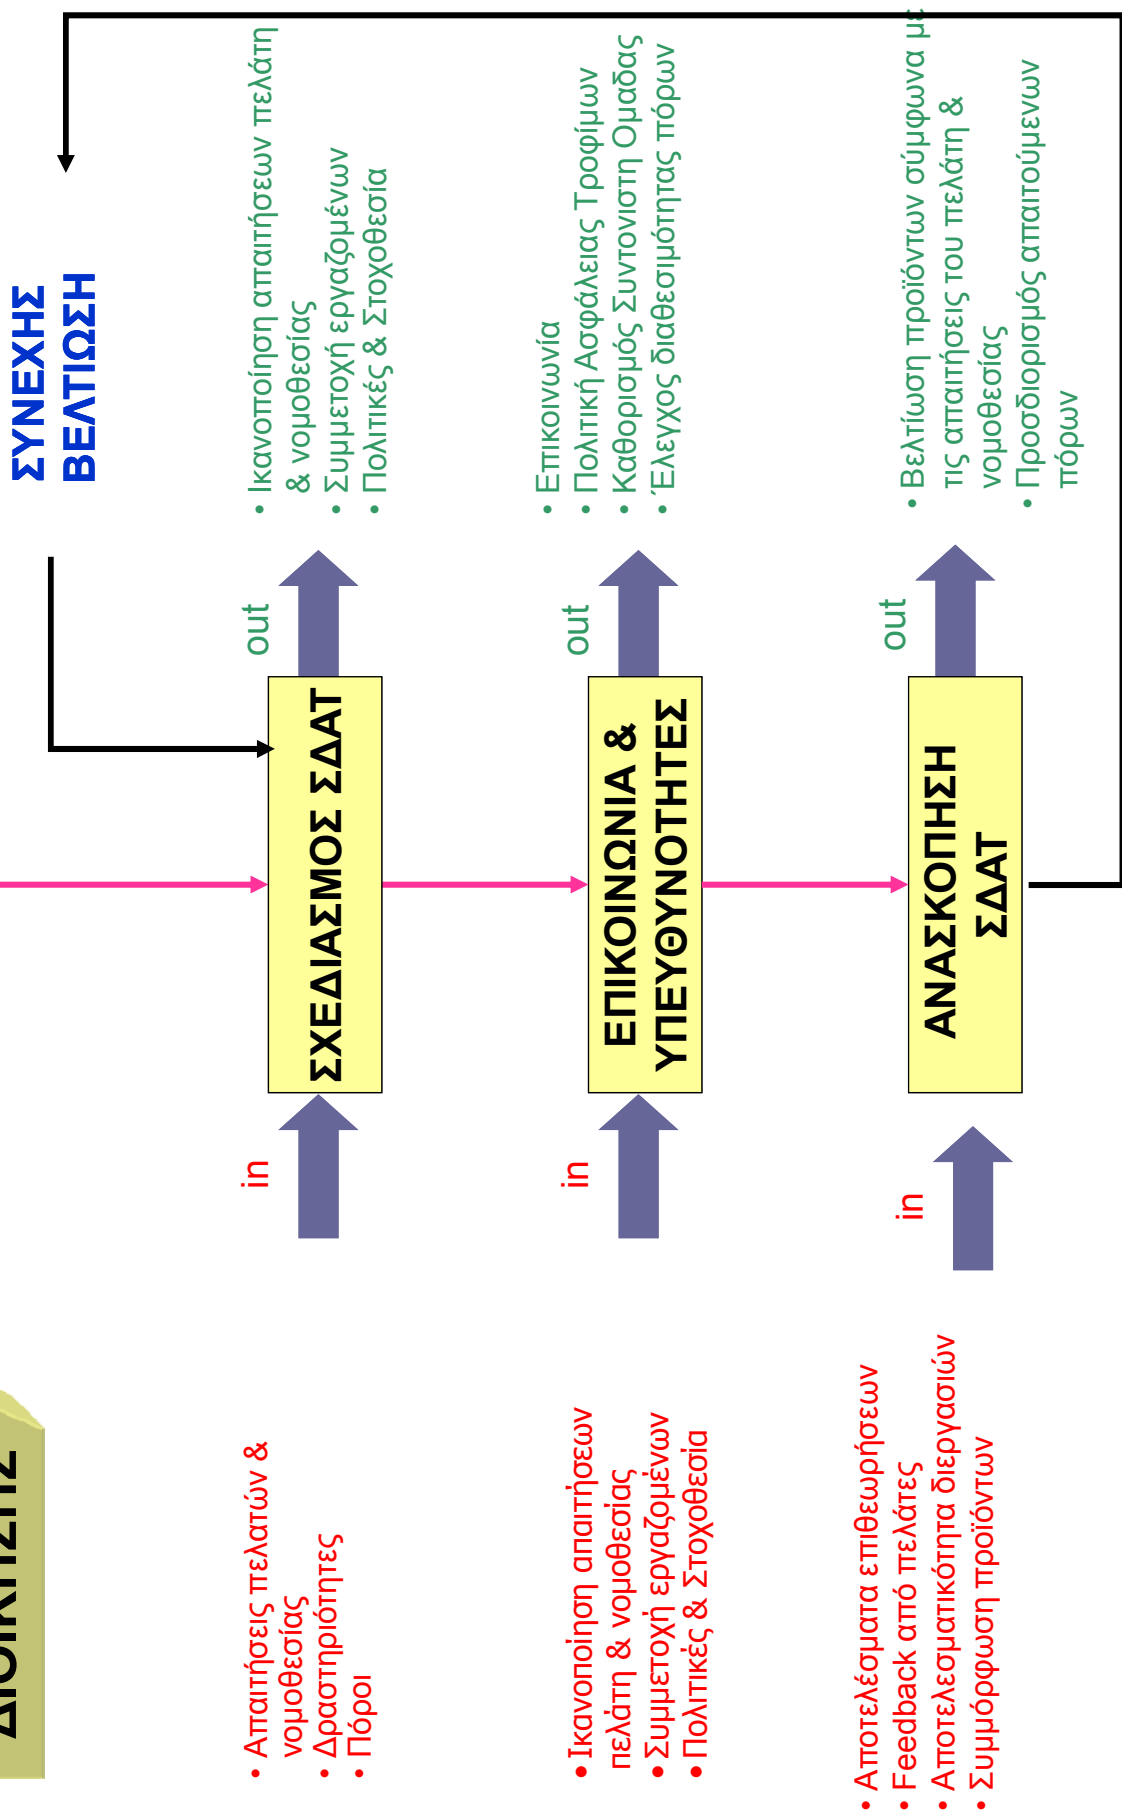 ΔΙΟΙΚΗΣΗΣ
ΣΥΝΕΧΗΣ
ΒΕΛΤΙΩΣΗ
• Απαιτήσεις πελατών &
νομοθεσίας
• Δραστηριότητες
• Πόροι
in
ΣΧΕΔΙΑΣΜΟΣ ΣΔΑΤ
out
• Ικανοποίηση απαιτήσεων πελάτη
& νομοθεσίας
• Συμμετοχή εργαζομένων
• Πολιτικές & Στοχοθεσία
• Ικανοποίηση απαιτήσεων
πελάτη & νομοθεσίας
• Συμμετοχή εργαζομένων
• Πολιτικές & Στοχοθεσία
in
ΕΠΙΚΟΙΝΩΝΙΑ &
ΥΠΕΥΘΥΝΟΤΗΤΕΣ
out
• Επικοινωνία
• Πολιτική Ασφάλειας Τροφίμων
• Καθορισμός Συντονιστη Ομαδας
• Έλεγχος διαθεσιμότητας πόρων
• Αποτελέσματα επιθεωρήσεων
• Feedback από πελάτες
• Αποτελεσματικότητα διεργασιών
• Συμμόρφωση προϊόντων
in
ΑΝΑΣΚΟΠΗΣΗ
ΣΔΑΤ
out
• Βελτίωση προϊόντων σύμφωνα με
τις απαιτήσεις του πελάτη &
νομοθεσίας
• Προσδιορισμός απαιτούμενων
πόρων